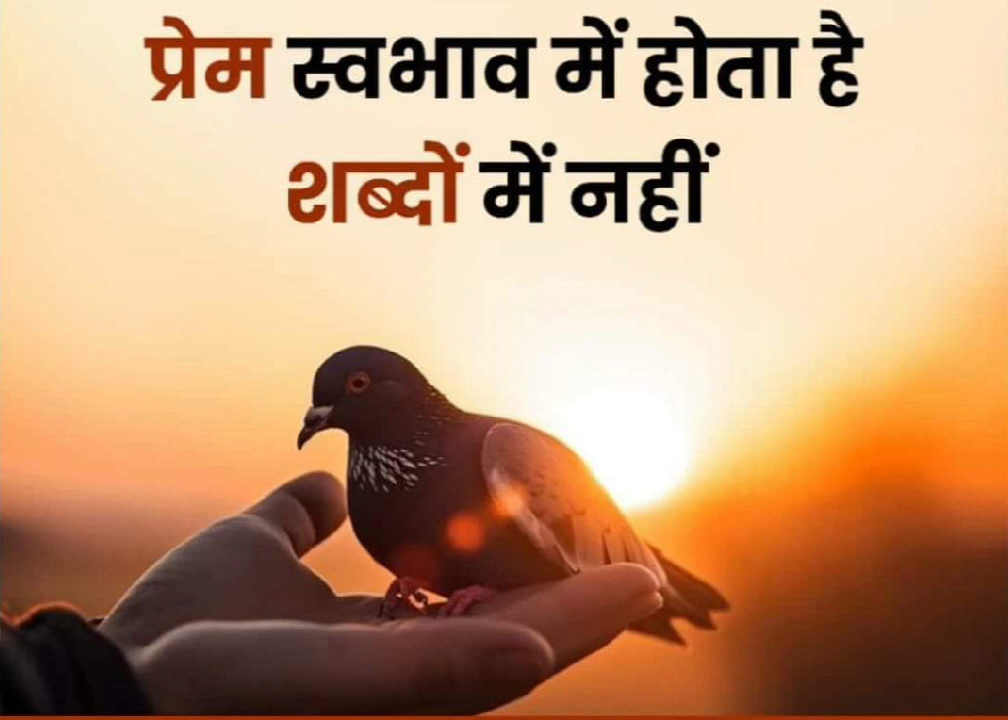 प्रेम स्वभाव में होता है
शब्दों में नहीं